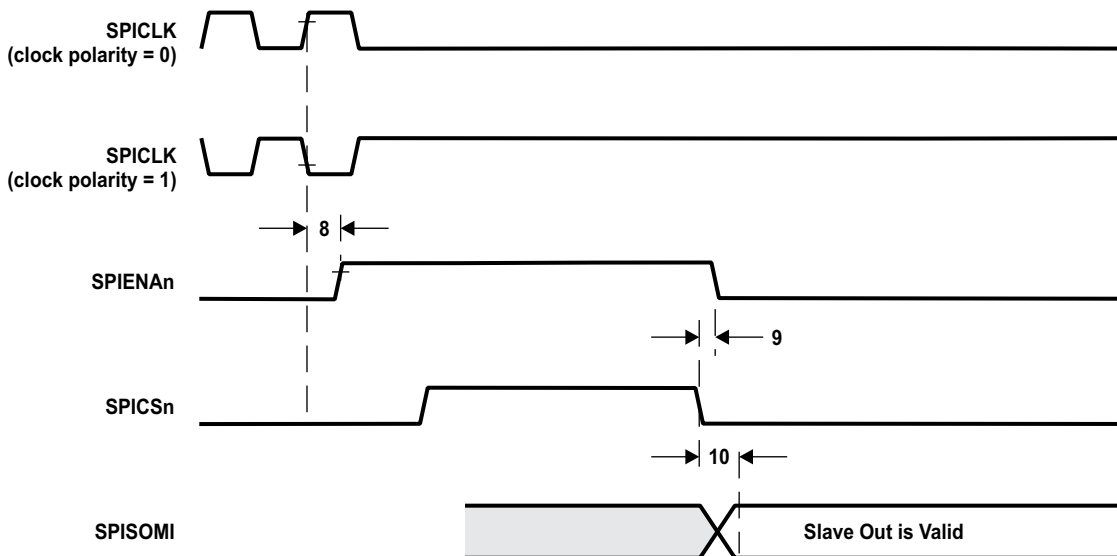 SPICLK
(clock polarity = 0)
SPICLK
(clock polarity = 1)
8
SPIENAn
9
SPICSn
10
SPISOMI
Slave Out is Valid